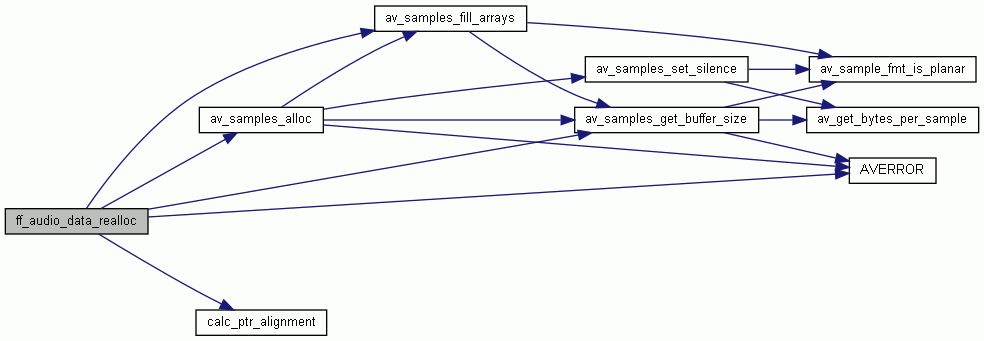 av_samples_fill_arrays
av_samples_set_silence
av_sample_fmt_is_planar
av_samples_alloc
av_samples_get_buffer_size
av_get_bytes_per_sample
AVERROR
ff_audio_data_realloc
calc_ptr_alignment